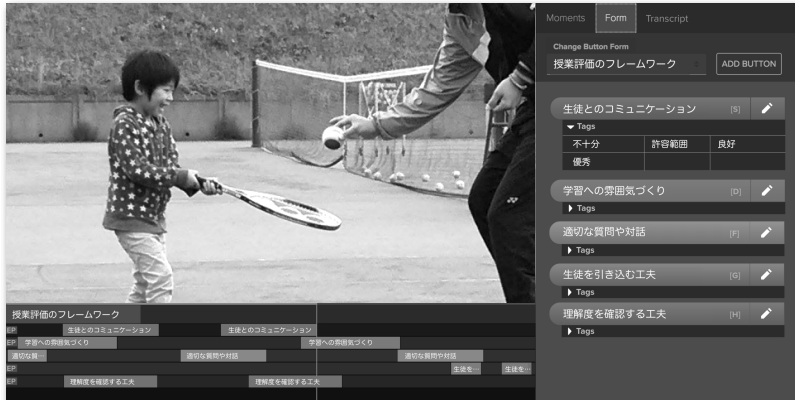 Moments Form Transcript
Change Button Form
授業評価のフレームワーク ADD BUTTON
生徒とのコミュニケーション [S]
Tags
不十分 許容範囲 良好
優秀
学習への雰囲気づくり [D]
Tags
適切な質問や対話 [F]
Tags
生徒を引き込む工夫 [G]
Tags
理解度を確認する工夫 [H]
Tags
授業評価のフレームワーク
EP 生徒とのコミュニケーション 生徒とのコミュニケーション
EP 学習への雰囲気づくり 学習への雰囲気づくり
適切な質… 適切な質問や対話 適切な質問や対話
EP 生徒を… 生徒を…
EP 理解度を確認する工夫 理解度を確認する工夫